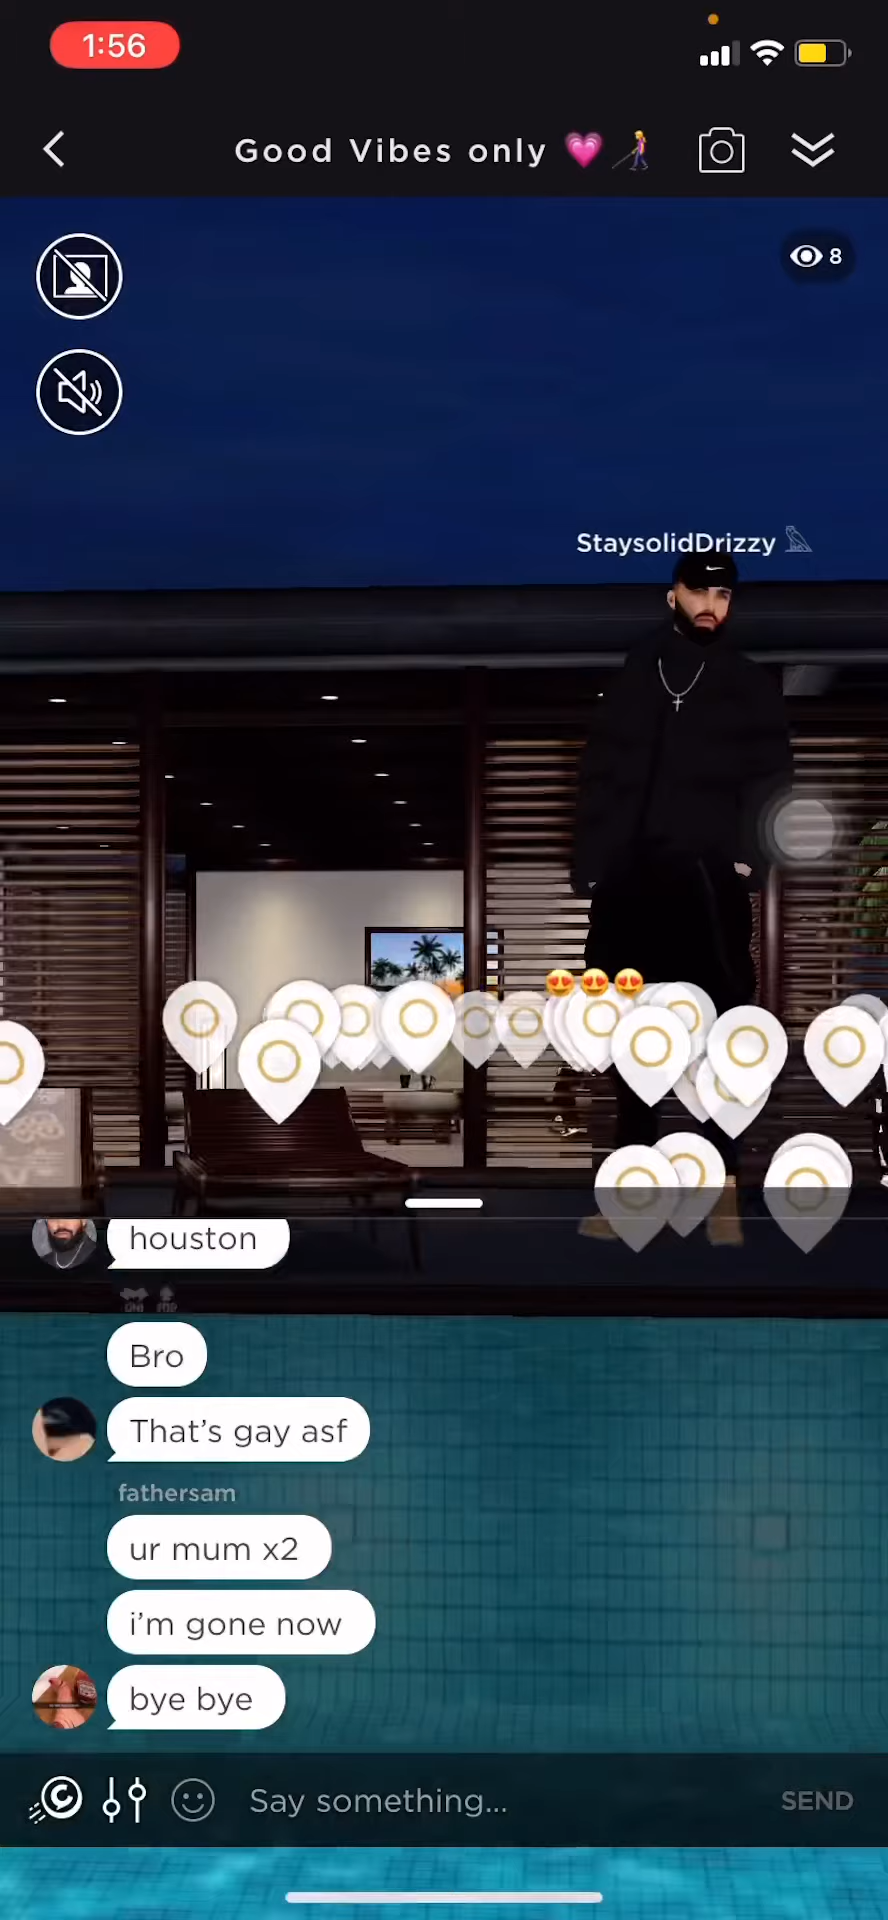 1:56
Good Vibes only 💗👩‍🦯
8
StaysolidDrizzy
houston
Bro
That’s gay asf
fathersam
ur mum x2
i’m gone now
bye bye
Say something...
SEND